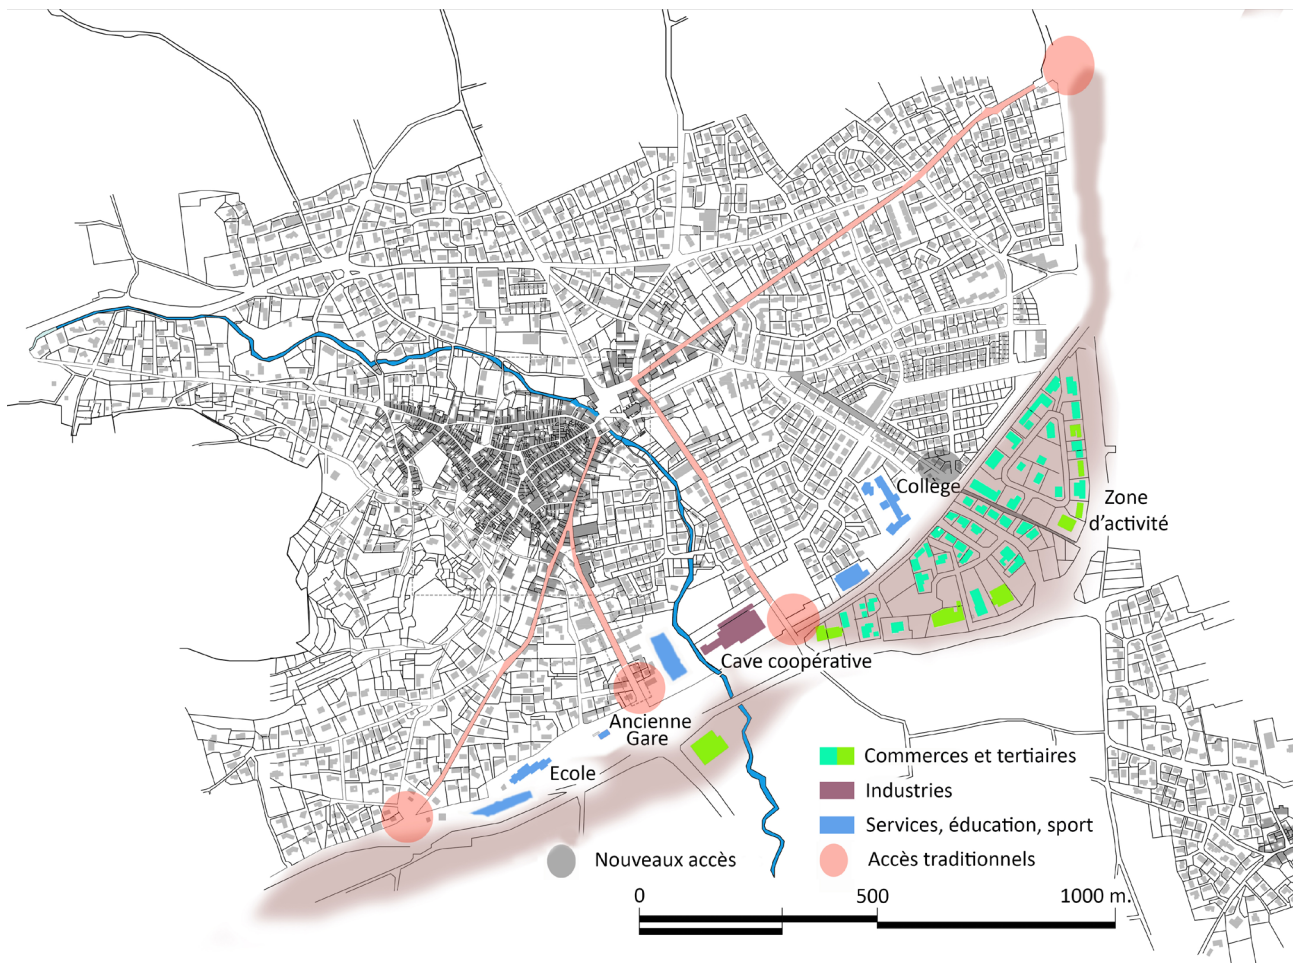 Collège
Zone
d'activité
Cave coopérative
Ancienne
Gare
Ecole
Commerces et tertiaires
Industries
Services, éducation, sport
Nouveaux accès
Accès traditionnels
0 500 1000 m.